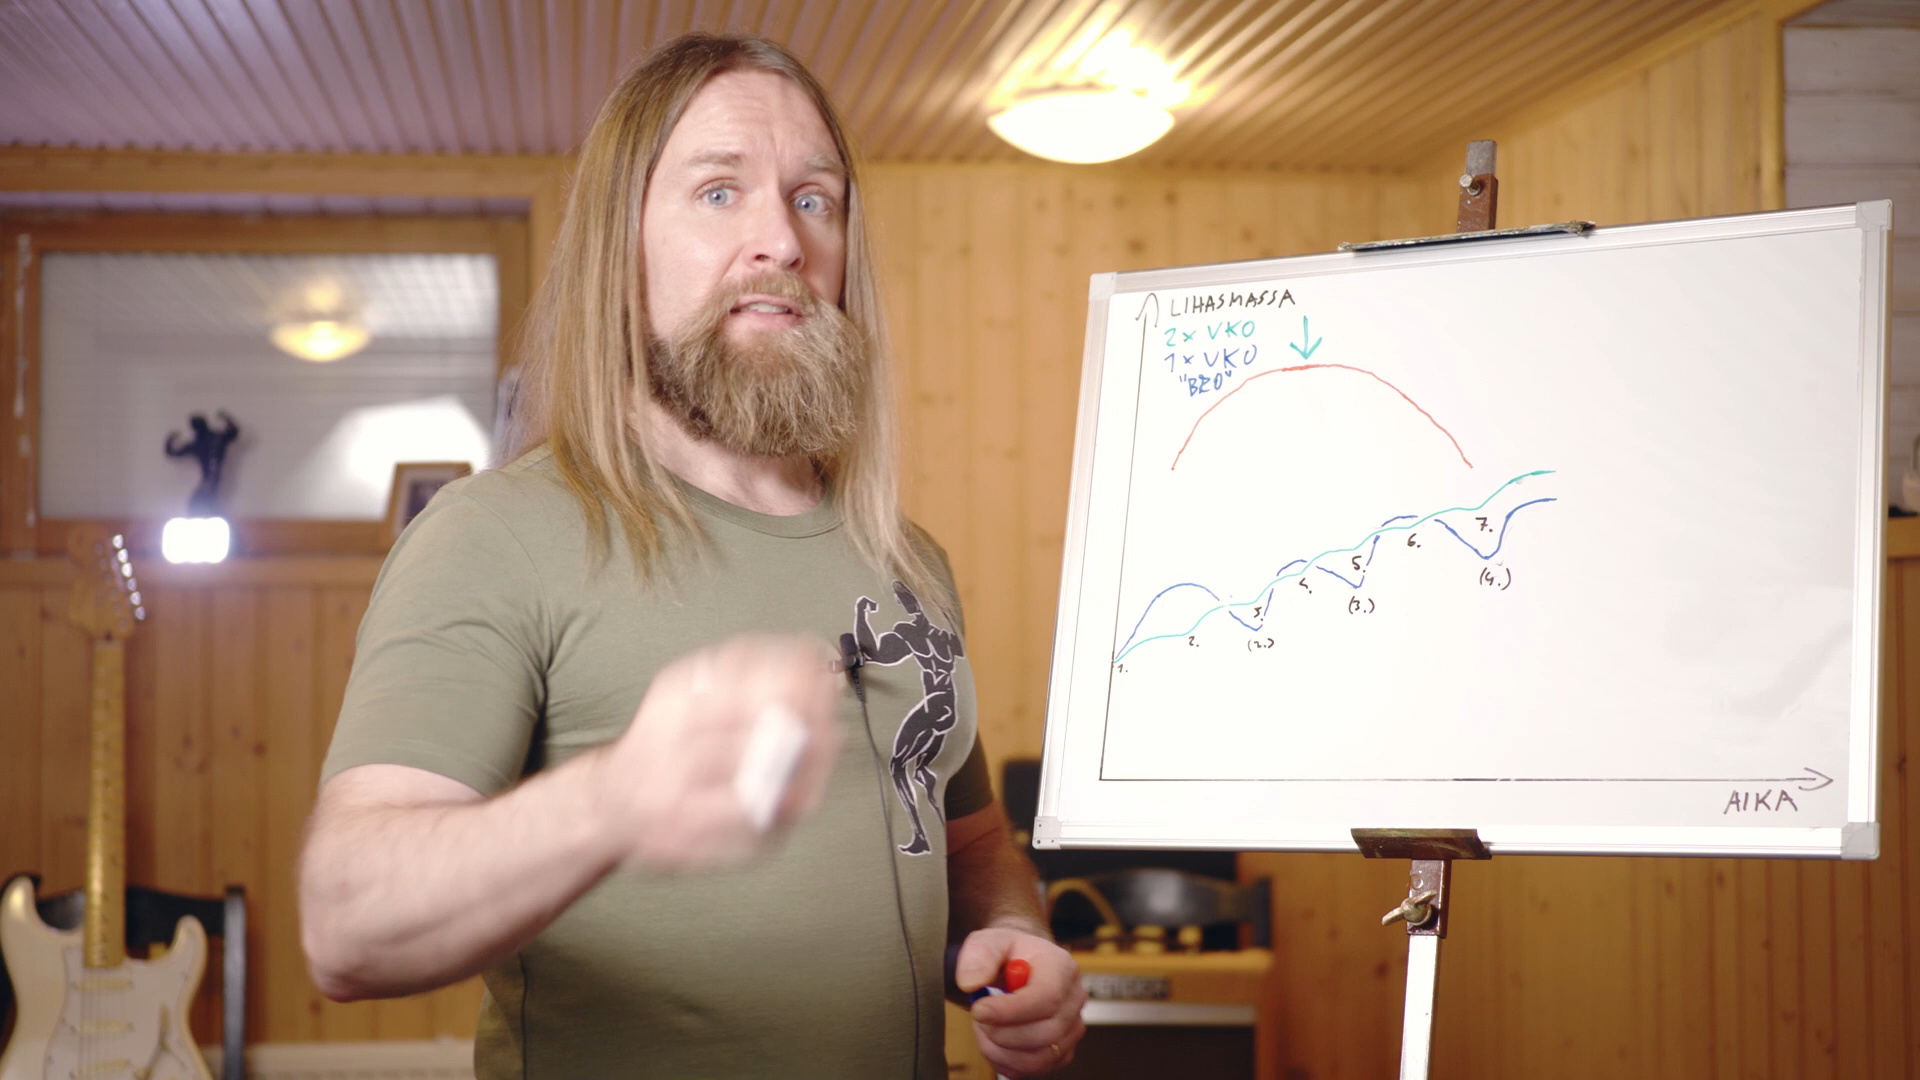 LIHASMASSA
2x VKO
1x VKO
"BRO"
7.
6.
5.
(4.)
4.
(3.)
3.
2.
(2.)
1.
AIKA